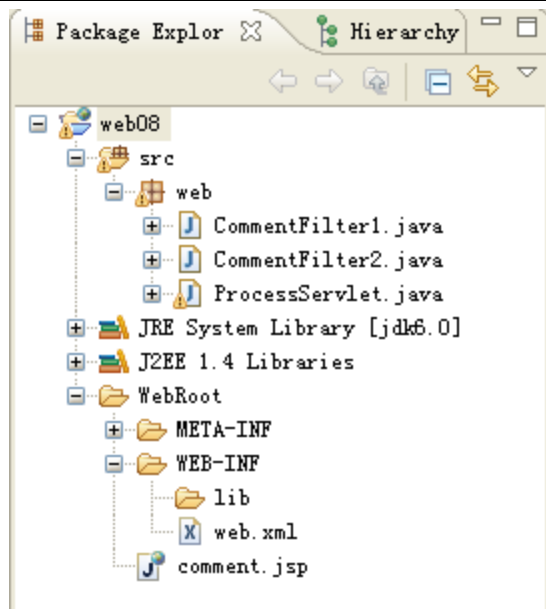 Package Explor Hierarchy
web08
src
web
CommentFilter1.java
CommentFilter2.java
ProcessServlet.java
JRE System Library [jdk6.0]
J2EE 1.4 Libraries
WebRoot
META-INF
WEB-INF
lib
web.xml
comment.jsp